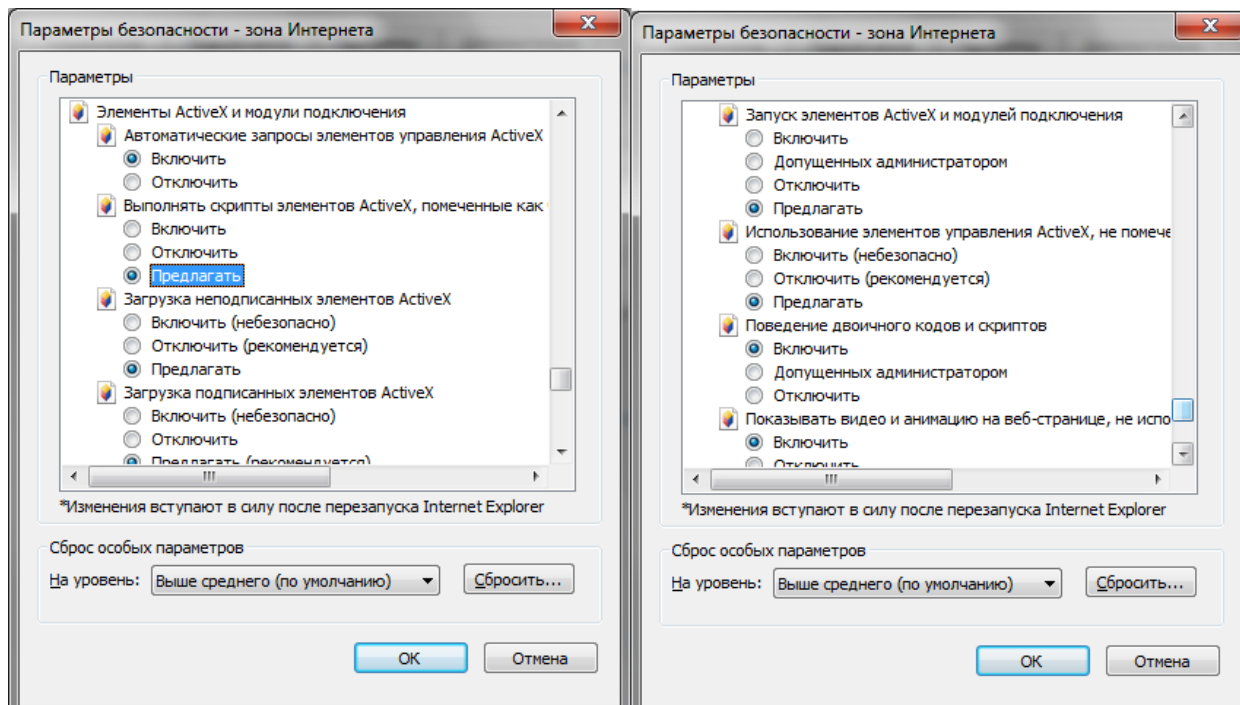 Параметры безопасности - зона Интернета
Параметры
Элементы ActiveX и модули подключения
Автоматические запросы элементов управления ActiveX
Включить
Отключить
Выполнять скрипты элементов ActiveX, помеченные как
Включить
Отключить
Предлагать
Загрузка неподписанных элементов ActiveX
Включить (небезопасно)
Отключить (рекомендуется)
Предлагать
Загрузка подписанных элементов ActiveX
Включить (небезопасно)
Отключить
Предлагать (рекомендуется)
*Изменения вступают в силу после перезапуска Internet Explorer
Сброс особых параметров
На уровень: Выше среднего (по умолчанию) Сбросить...
OK Отмена
Параметры безопасности - зона Интернета
Параметры
Запуск элементов ActiveX и модулей подключения
Включить
Допущенных администратором
Отключить
Предлагать
Использование элементов управления ActiveX, не помече
Включить (небезопасно)
Отключить (рекомендуется)
Предлагать
Поведение двоичного кодов и скриптов
Включить
Допущенных администратором
Отключить
Показывать видео и анимацию на веб-странице, не испо
Включить
Отключить
*Изменения вступают в силу после перезапуска Internet Explorer
Сброс особых параметров
На уровень: Выше среднего (по умолчанию) Сбросить...
OK Отмена